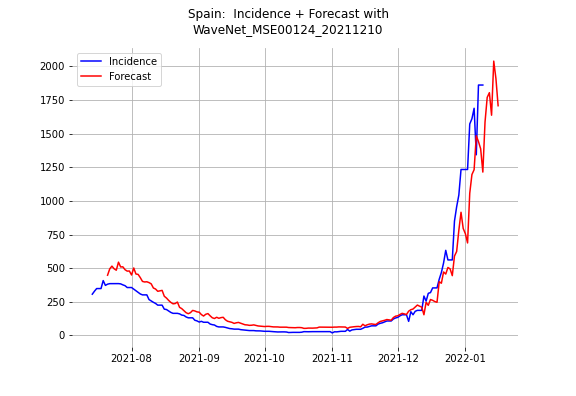 Spain:  Incidence + Forecast with
WaveNet_MSE00124_20211210
Incidence
Forecast
2000
1750
1500
1250
1000
750
500
250
0
2021-08 2021-09 2021-10 2021-11 2021-12 2022-01